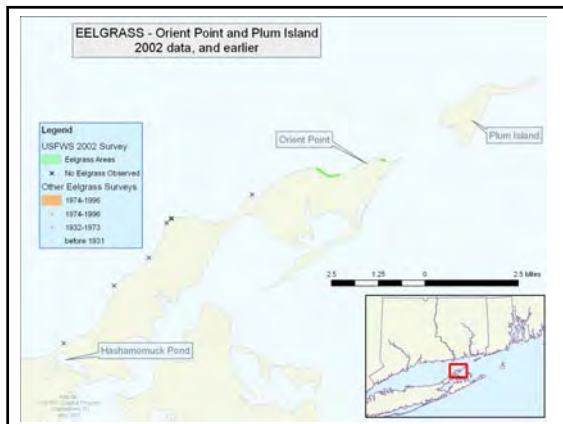 EELGRASS - Orient Point and Plum Island
2002 data, and earlier
Plum Island
Orient Point
Legend
USFWS 2002 Survey
Eelgrass Areas
No Eelgrass Observed
Other Eelgrass Surveys
1974-1996
1974-1996
1932-1973
before 1931
2.5 1.25 0 2.5 Miles
Hashamomuck Pond